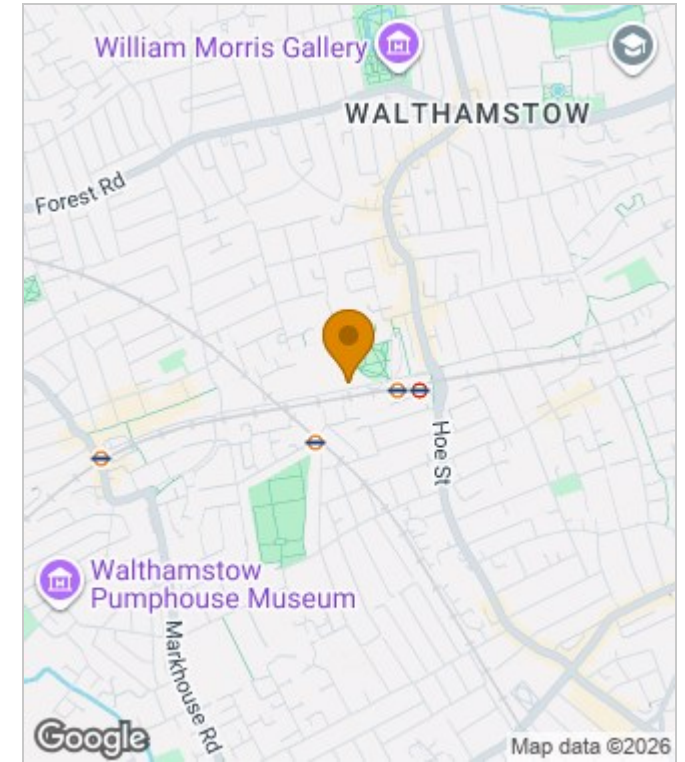 William Morris Gallery
WALTHAMSTOW
Forest Rd
Hoe St
Walthamstow
Pumphouse Museum
Markhouse Rd
Google
Map data ©2026